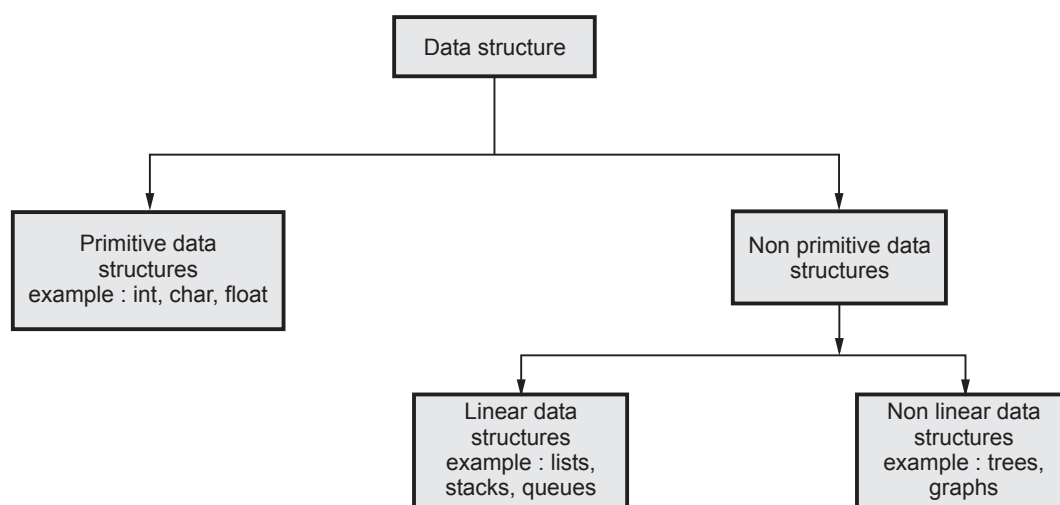 Data structure
Primitive data
structures
example : int, char, float
Non primitive data
structures
Linear data
structures
example : lists,
stacks, queues
Non linear data
structures
example : trees,
graphs